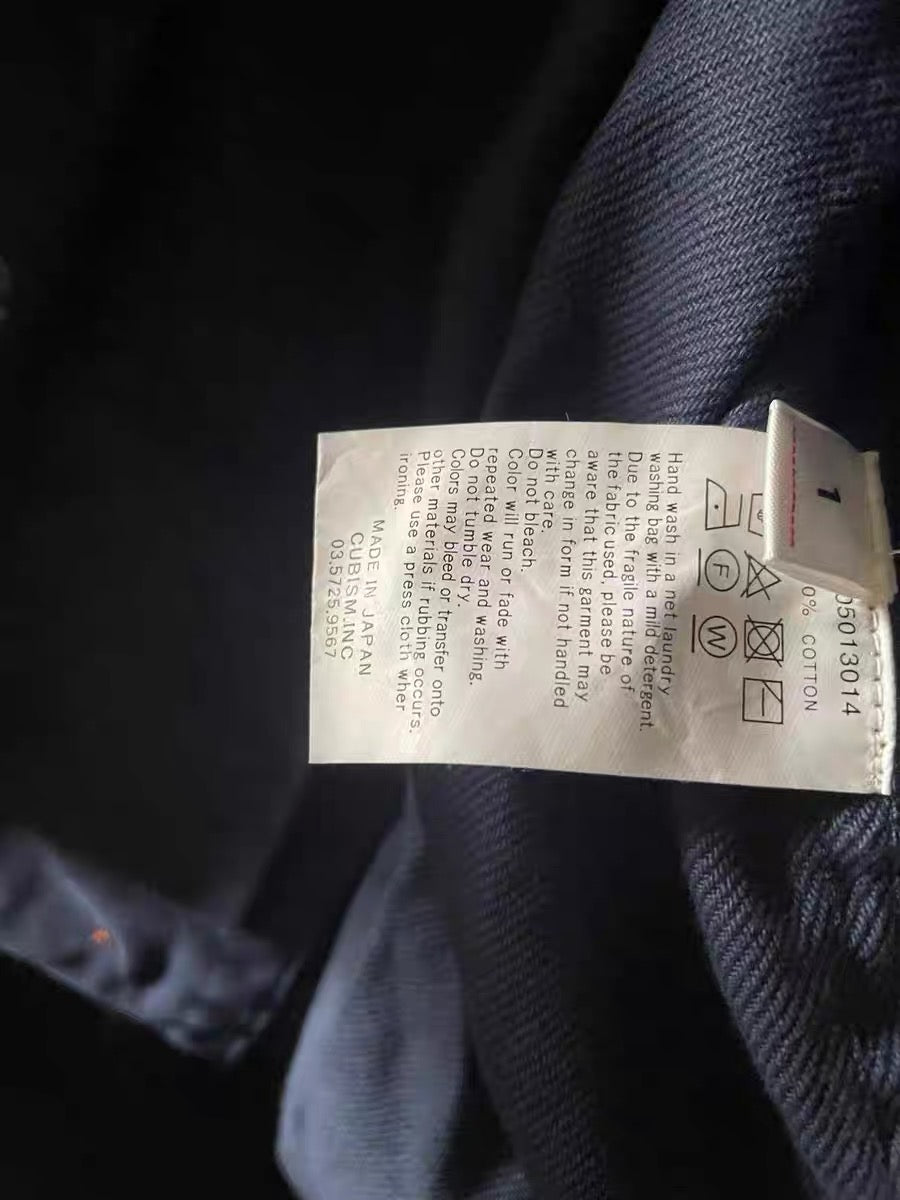 1
05013014
0% COTTON
F
W
Hand wash in a net laundry
washing bag with a mild detergent.
Due to the fragile nature of
the fabric used, please be
aware that this garment may
change in form if not handled
with care.
Do not bleach.
Color will run or fade with
repeated wear and washing.
Do not tumble dry.
Colors may bleed or transfer onto
other materials if rubbing occurs.
Please use a press cloth wher
ironing.
MADE IN JAPAN
CUBISM.INC
03.5725.9567